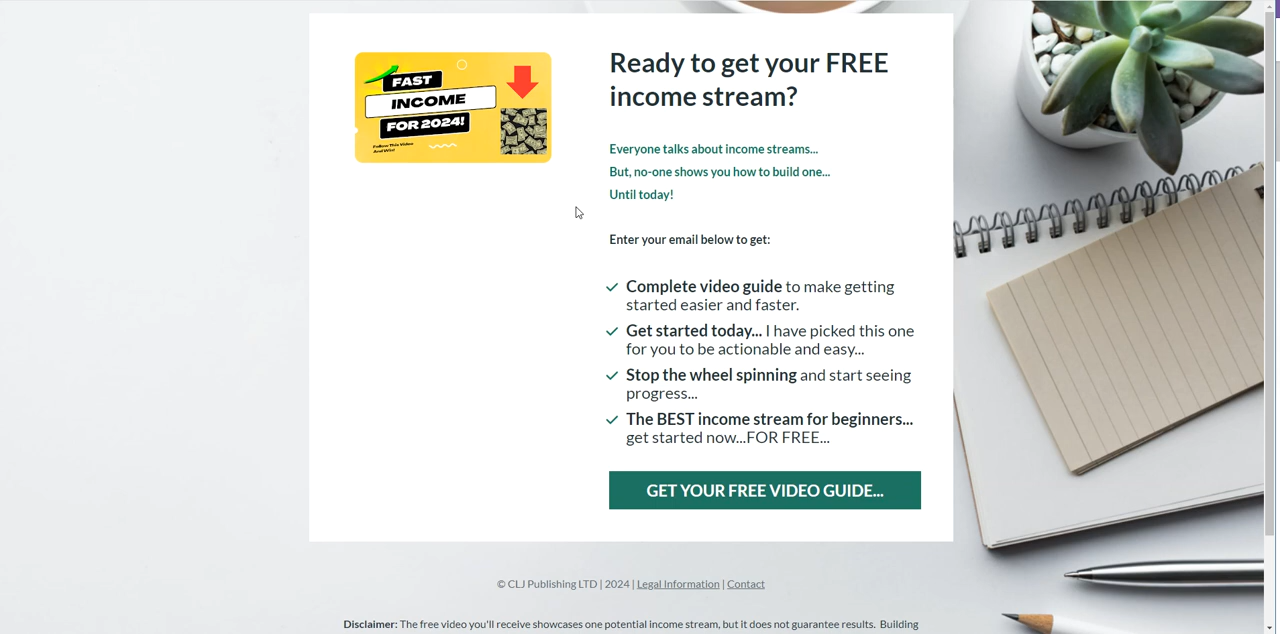 FAST
INCOME
FOR 2024!
Follow This Video
And Win!
Ready to get your FREE
income stream?
Everyone talks about income streams...
But, no-one shows you how to build one...
Until today!
Enter your email below to get:
Complete video guide to make getting
started easier and faster.
Get started today... I have picked this one
for you to be actionable and easy...
Stop the wheel spinning and start seeing
progress...
The BEST income stream for beginners...
get started now...FOR FREE...
GET YOUR FREE VIDEO GUIDE...
© CLJ Publishing LTD | 2024 | Legal Information | Contact
Disclaimer: The free video you'll receive showcases one potential income stream, but it does not guarantee results. Building